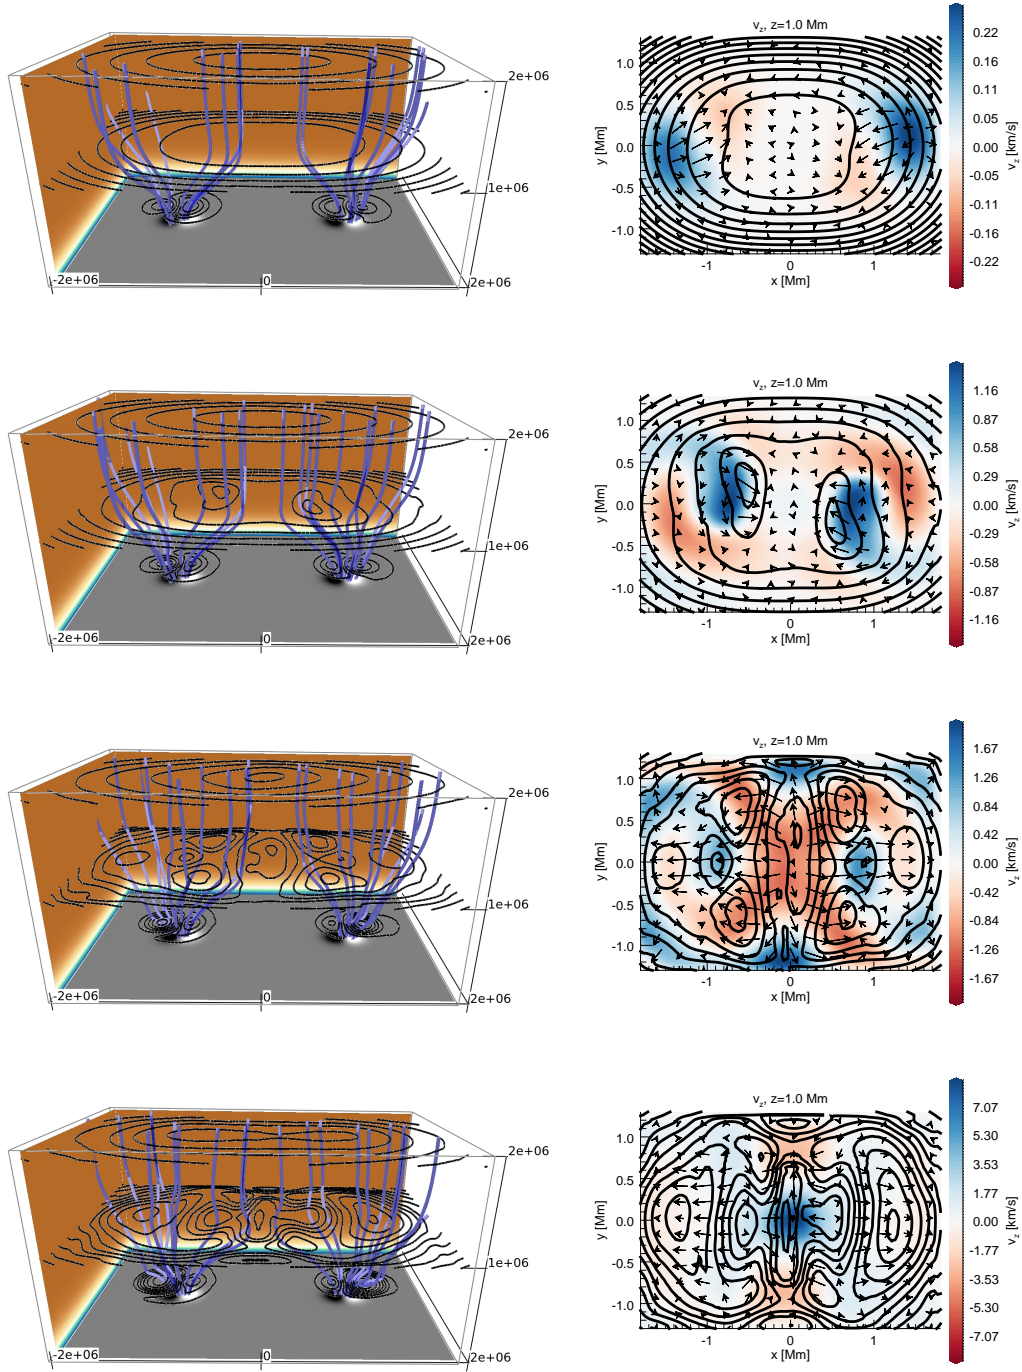 2e+06
1e+06
-2e+06
0
2e+06
v_z, z=1.0 Mm
1.0
0.5
0.0
-0.5
-1.0
y [Mm]
-1
0
1
x [Mm]
0.22
0.16
0.11
0.05
0.00
-0.05
-0.11
-0.16
-0.22
v_z [km/s]
2e+06
1e+06
-2e+06
0
2e+06
v_z, z=1.0 Mm
1.0
0.5
0.0
-0.5
-1.0
y [Mm]
-1
0
1
x [Mm]
1.16
0.87
0.58
0.29
0.00
-0.29
-0.58
-0.87
-1.16
v_z [km/s]
2e+06
1e+06
-2e+06
0
2e+06
v_z, z=1.0 Mm
1.0
0.5
0.0
-0.5
-1.0
y [Mm]
-1
0
1
x [Mm]
1.67
1.26
0.84
0.42
0.00
-0.42
-0.84
-1.26
-1.67
v_z [km/s]
2e+06
1e+06
-2e+06
0
2e+06
v_z, z=1.0 Mm
1.0
0.5
0.0
-0.5
-1.0
y [Mm]
-1
0
1
x [Mm]
7.07
5.30
3.53
1.77
0.00
-1.77
-3.53
-5.30
-7.07
v_z [km/s]